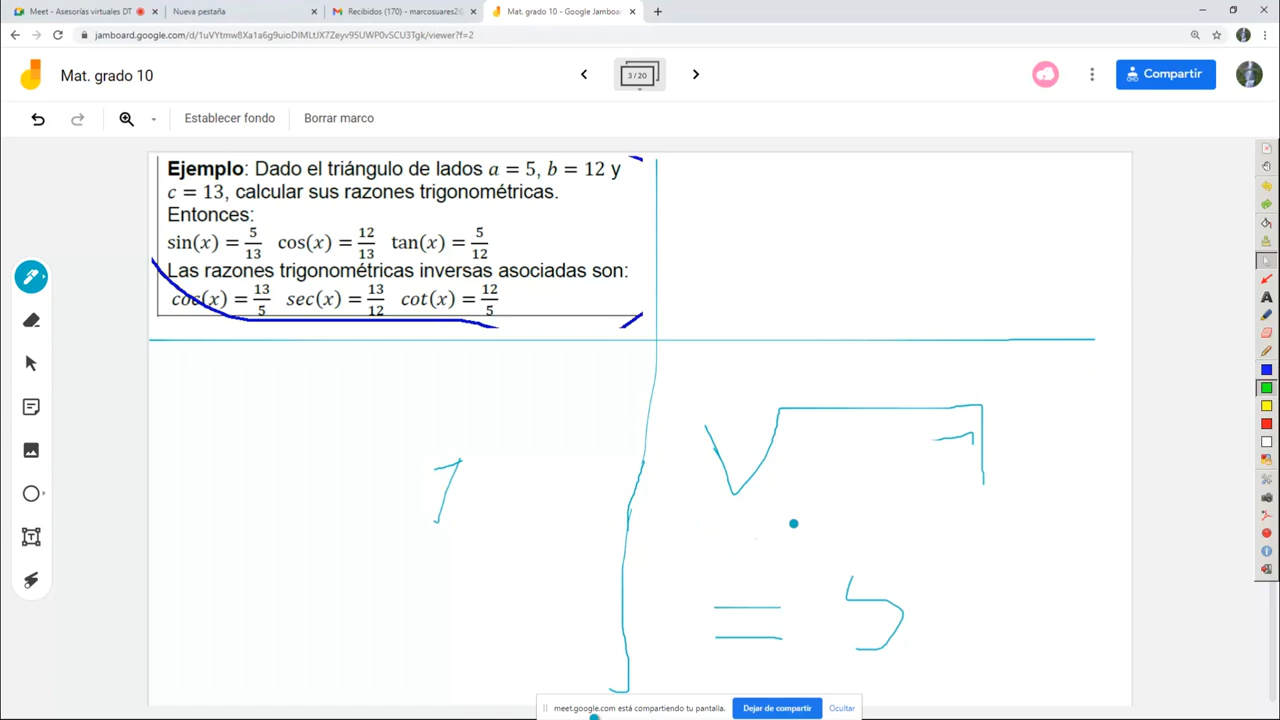 Meet - Asesorías virtuales DT
Nueva pestaña
Recibidos (170) - marcosuares2
Mat. grado 10 - Google Jamboa
jamboard.google.com/d/1uVYtmw8Xa1a6g9uioDIMLtJX7Zeyv95UWP0vSCU3Tgk/viewer?f=2
Mat. grado 10
3 / 20
Compartir
Establecer fondo
Borrar marco
Ejemplo: Dado el triángulo de lados a = 5, b = 12 y
c = 13, calcular sus razones trigonométricas.
Entonces:
sin(x) = 5/13 cos(x) = 12/13 tan(x) = 5/12
Las razones trigonométricas inversas asociadas son:
coc(x) = 13/5 sec(x) = 13/12 cot(x) = 12/5
= 5
meet.google.com está compartiendo tu pantalla.
Dejar de compartir
Ocultar